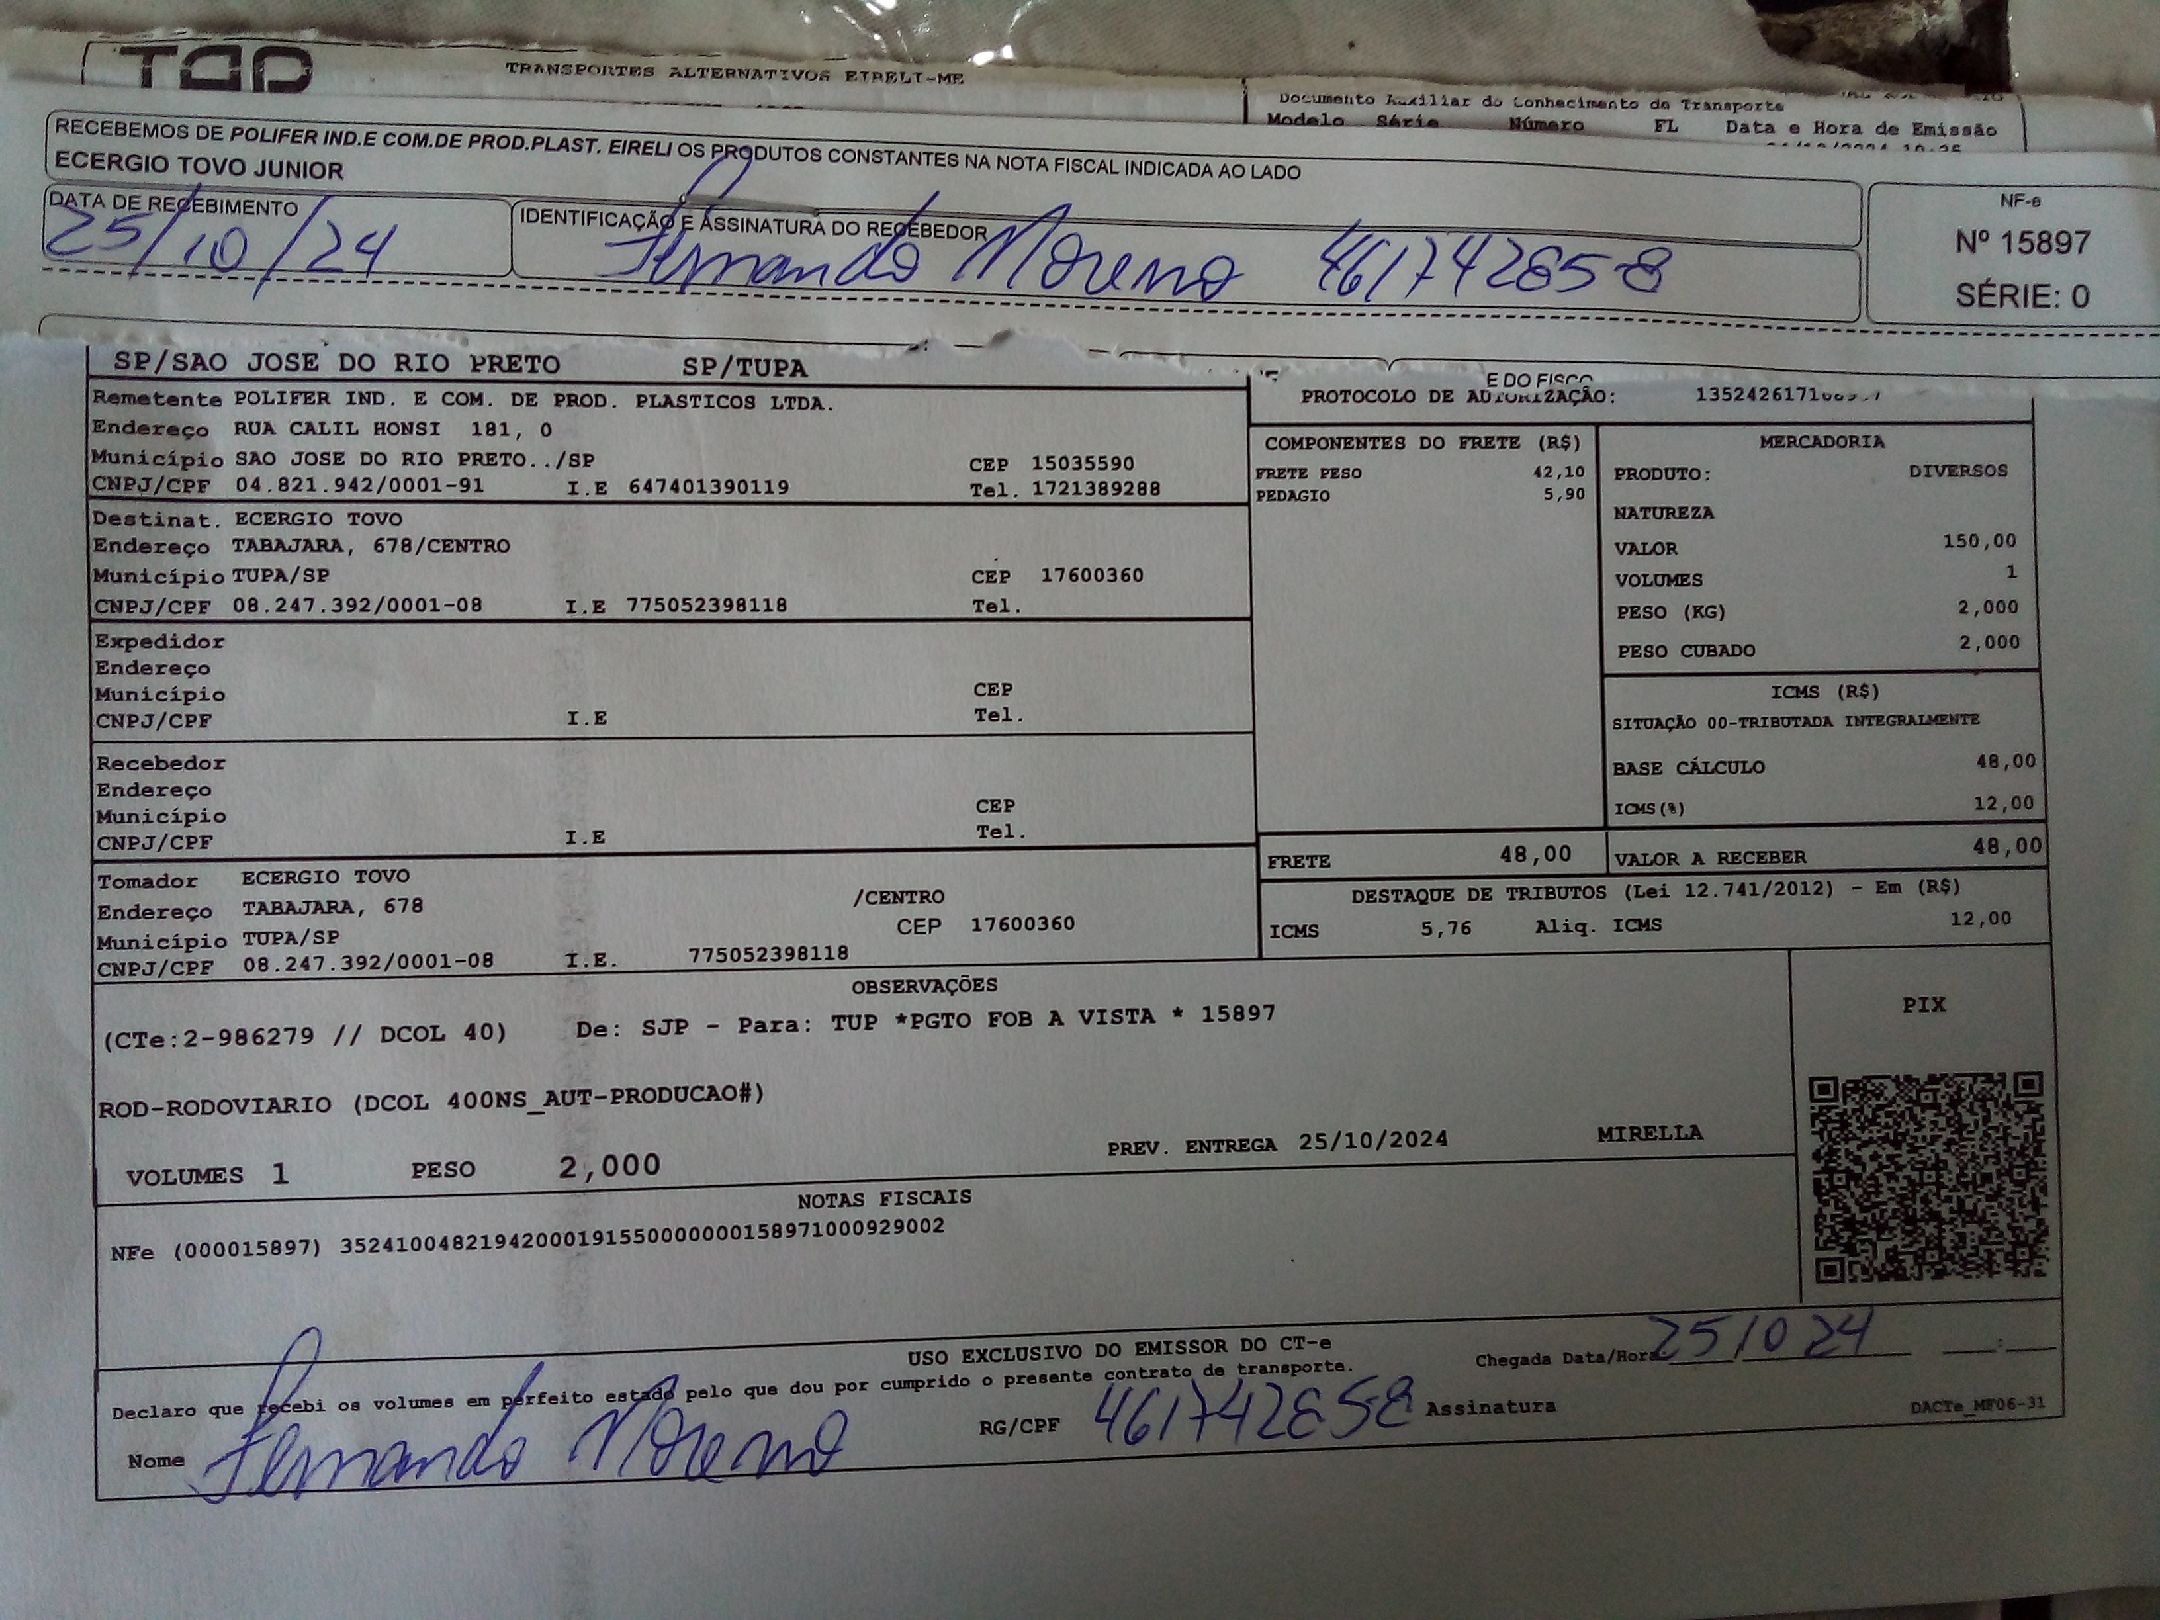 TAP
TRANSPORTES ALTERNATIVOS EIRELI-ME
Documento Auxiliar do Conhecimento de Transporte
Modelo Série Número FL Data e Hora de Emissão
RECEBEMOS DE POLIFER IND.E COM.DE PROD.PLAST. EIRELI OS PRODUTOS CONSTANTES NA NOTA FISCAL INDICADA AO LADO
ECERGIO TOVO JUNIOR
DATA DE RECEBIMENTO
25/10/24
IDENTIFICAÇÃO E ASSINATURA DO RECEBEDOR
Fernando Moreno 461742858
NF-e
Nº 15897
SÉRIE: 0
SP/SAO JOSE DO RIO PRETO SP/TUPA
E DO FISCO
PROTOCOLO DE AUTORIZAÇÃO:
Remetente POLIFER IND. E COM. DE PROD. PLASTICOS LTDA.
Endereço RUA CALIL HONSI 181, 0
Município SAO JOSE DO RIO PRETO../SP CEP 15035590
CNPJ/CPF 04.821.942/0001-91 I.E 647401390119 Tel. 1721389288
Destinat. ECERGIO TOVO
Endereço TABAJARA, 678/CENTRO
Município TUPA/SP CEP 17600360
CNPJ/CPF 08.247.392/0001-08 I.E 775052398118 Tel.
Expedidor
Endereço
Município CEP
CNPJ/CPF I.E Tel.
Recebedor
Endereço
Município CEP
CNPJ/CPF I.E Tel.
Tomador ECERGIO TOVO
Endereço TABAJARA, 678 /CENTRO
Município TUPA/SP CEP 17600360
CNPJ/CPF 08.247.392/0001-08 I.E. 775052398118
COMPONENTES DO FRETE (R$)
FRETE PESO 42,10
PEDAGIO 5,90
MERCADORIA
PRODUTO: DIVERSOS
NATUREZA
VALOR 150,00
VOLUMES 1
PESO (KG) 2,000
PESO CUBADO 2,000
ICMS (R$)
SITUAÇÃO 00-TRIBUTADA INTEGRALMENTE
BASE CÁLCULO 48,00
ICMS(%) 12,00
FRETE 48,00 VALOR A RECEBER 48,00
DESTAQUE DE TRIBUTOS (Lei 12.741/2012) - Em (R$)
ICMS 5,76 Aliq. ICMS 12,00
OBSERVAÇÕES
(CTe:2-986279 // DCOL 40) De: SJP - Para: TUP *PGTO FOB A VISTA * 15897
ROD-RODOVIARIO (DCOL 400NS_AUT-PRODUCAO#)
VOLUMES 1 PESO 2,000 PREV. ENTREGA 25/10/2024 MIRELLA
PIX
NOTAS FISCAIS
NFe (000015897) 35241004821942000191550000000158971000929002
USO EXCLUSIVO DO EMISSOR DO CT-e
Declaro que recebi os volumes em perfeito estado pelo que dou por cumprido o presente contrato de transporte.
Chegada Data/Hora 25/10 24 :
Nome Fernando Moreno RG/CPF 461742858 Assinatura
DACTe_MF06-31